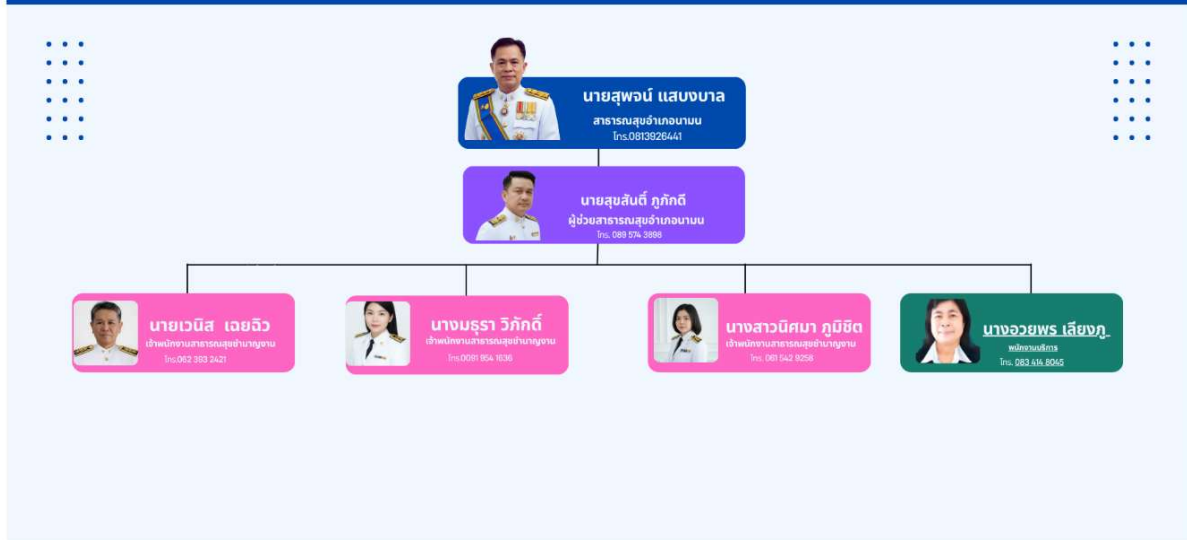 นายสุพจน์ แสบงบาล
สาธารณสุขอำเภอนามน
โทร.0813926441
นายสุขสันติ์ ภูภักดี
ผู้ช่วยสาธารณสุขอำเภอนามน
โทร. 089 574 3898
นายเวนิส เฉยฉิว
เจ้าพนักงานสาธารณสุขชำนาญงาน
โทร.062 393 2421
นางมธุรา วิภักดิ์
เจ้าพนักงานสาธารณสุขชำนาญงาน
โทร.0091 954 1636
นางสาวนิศมา ภูมิชิต
เจ้าพนักงานสาธารณสุขชำนาญงาน
โทร. 061 542 9256
นางอวยพร เลียงภู
พนักงานบริการ
โทร. 083 414 8045